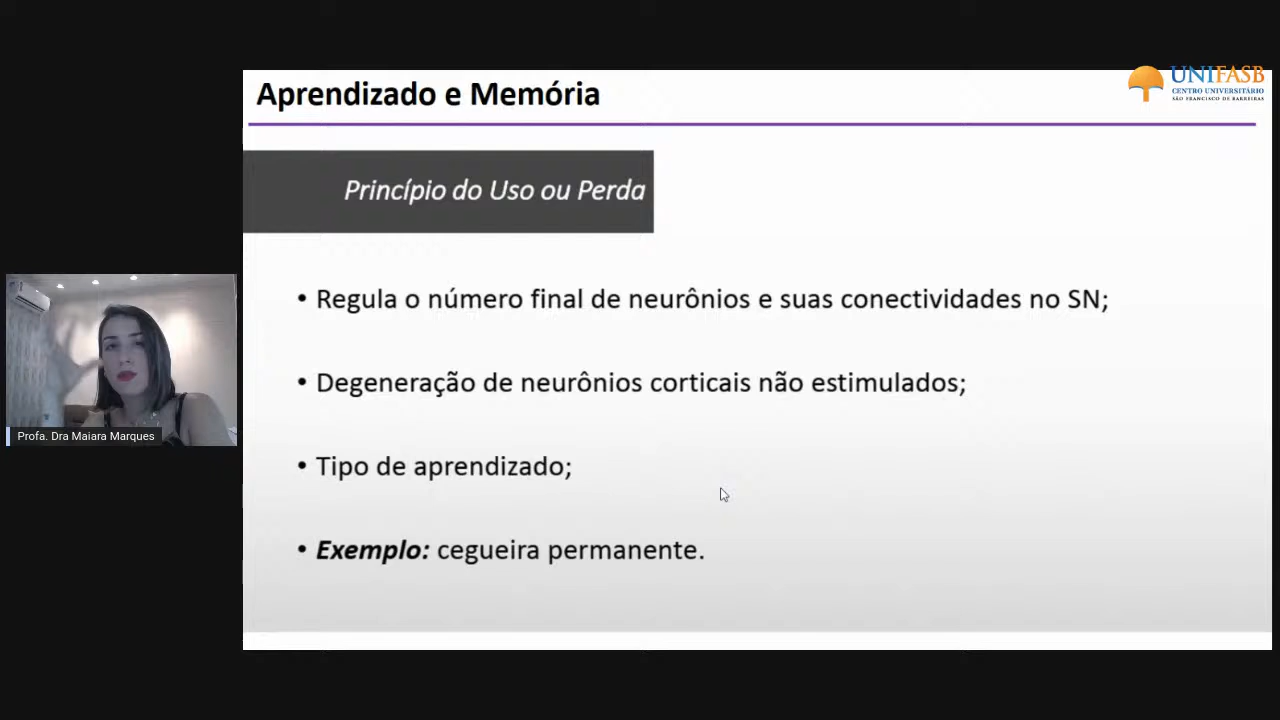 Aprendizado e Memória
UNIFASB
CENTRO UNIVERSITÁRIO
SÃO FRANCISCO DE BARREIRAS
Princípio do Uso ou Perda
• Regula o número final de neurônios e suas conectividades no SN;
• Degeneração de neurônios corticais não estimulados;
• Tipo de aprendizado;
• Exemplo: cegueira permanente.
Profa. Dra Maiara Marques